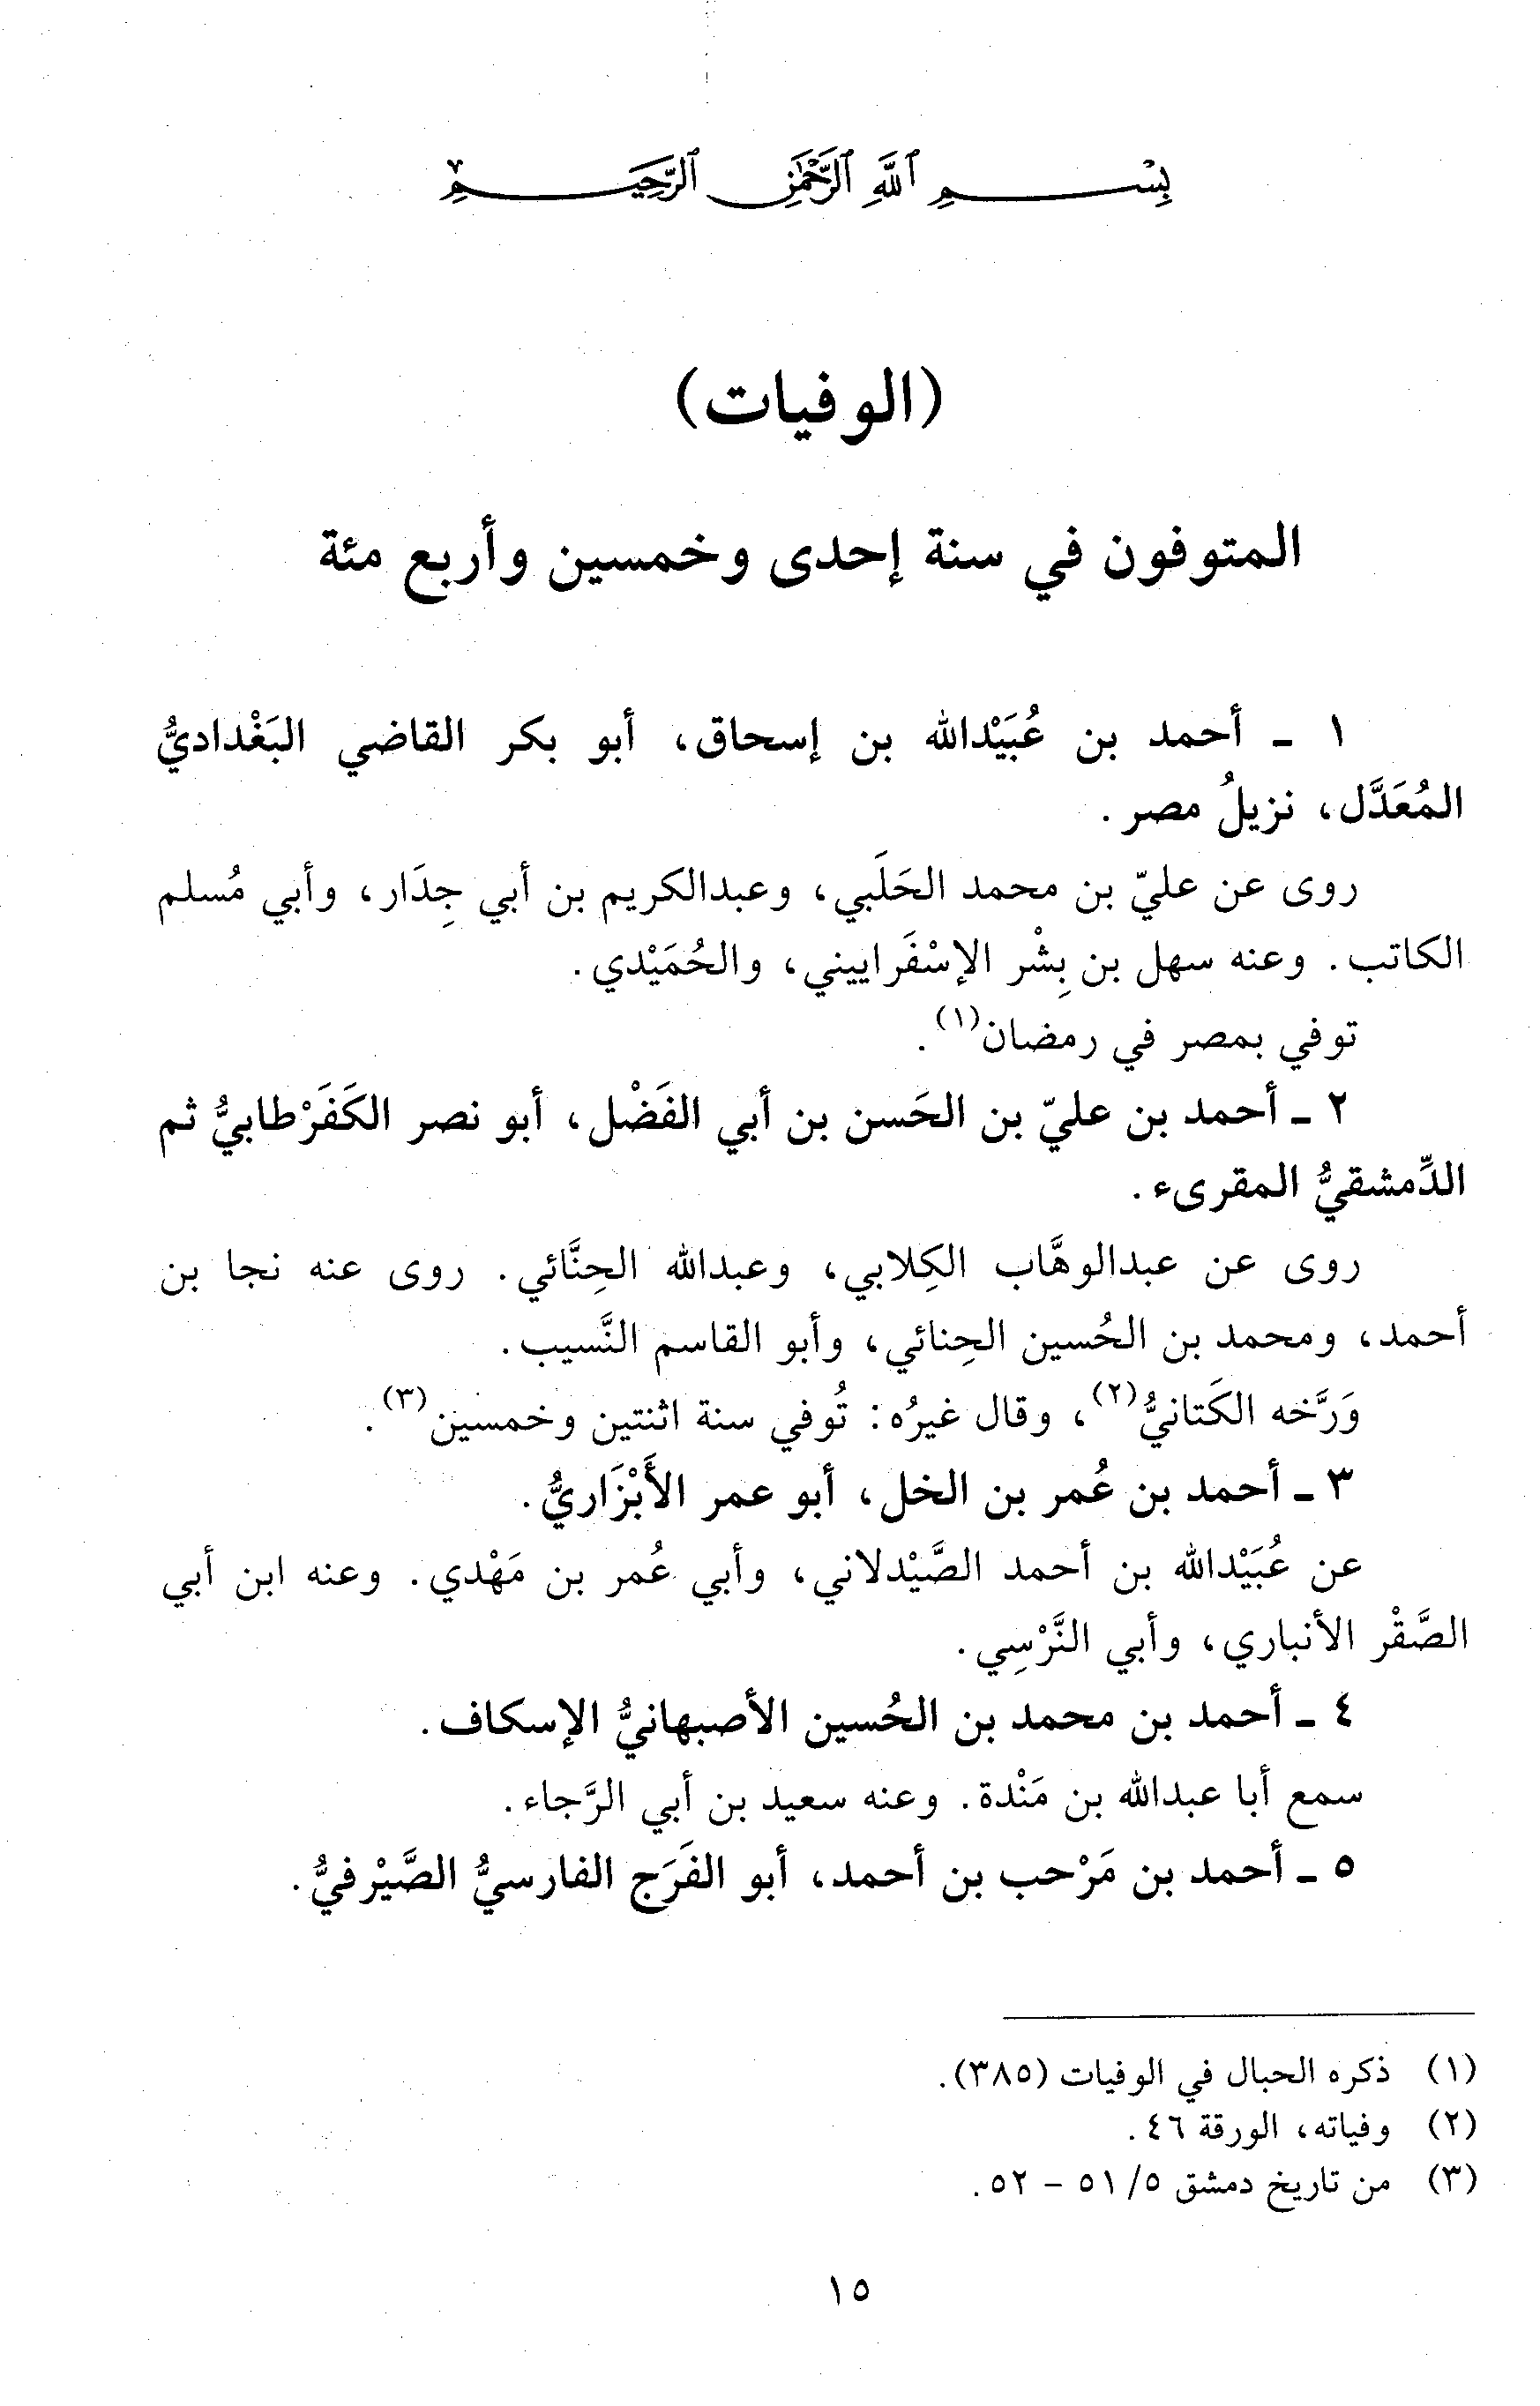 بِسْمِ ٱللَّهِ ٱلرَّحْمَٰنِ ٱلرَّحِيمِ
(الوفيات)
المتوفون في سنة إحدى وخمسين وأربع مئة
١ ـ أحمد بن عُبَيْدالله بن إسحاق، أبو بكر القاضي البَغْداديُّ
المُعَدَّل، نزيلُ مصر.
روى عن عليّ بن محمد الحَلَبي، وعبدالكريم بن أبي جِدَار، وأبي مُسلم
الكاتب. وعنه سهل بن بِشْر الإسْفَراييني، والحُمَيْدي.
توفي بمصر في رمضان(١).
٢ ـ أحمد بن عليّ بن الحَسن بن أبي الفَضْل، أبو نصر الكَفَرْطابيُّ ثم
الدِّمشقيُّ المقرىء.
روى عن عبدالوهَّاب الكِلابي، وعبدالله الحِنَّائي. روى عنه نجا بن
أحمد، ومحمد بن الحُسين الحِنائي، وأبو القاسم النَّسيب.
وَرَّخه الكَتانيُّ(٢)، وقال غيرُه: تُوفي سنة اثنتين وخمسين(٣).
٣ ـ أحمد بن عُمر بن الخل، أبو عمر الأَبْزَاريُّ.
عن عُبَيْدالله بن أحمد الصَّيْدلاني، وأبي عُمر بن مَهْدي. وعنه ابن أبي
الصَّقْر الأنباري، وأبي النَّرْسِي.
٤ ـ أحمد بن محمد بن الحُسين الأصبهانيُّ الإسكاف.
سمع أبا عبدالله بن مَنْدة. وعنه سعيد بن أبي الرَّجاء.
٥ ـ أحمد بن مَرْحب بن أحمد، أبو الفَرَج الفارسيُّ الصَّيْرفيُّ.
(١) ذكره الحبال في الوفيات (٣٨٥).
(٢) وفياته، الورقة ٤٦.
(٣) من تاريخ دمشق ٥/ ٥١ – ٥٢.
١٥